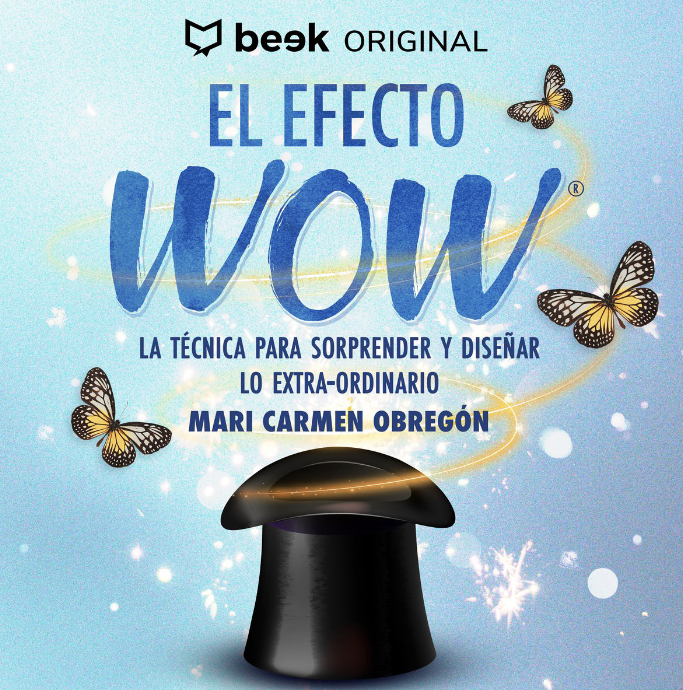 beek ORIGINAL
EL EFECTO
WOW®
LA TÉCNICA PARA SORPRENDER Y DISEÑAR
LO EXTRA-ORDINARIO
MARI CARMEN OBREGÓN